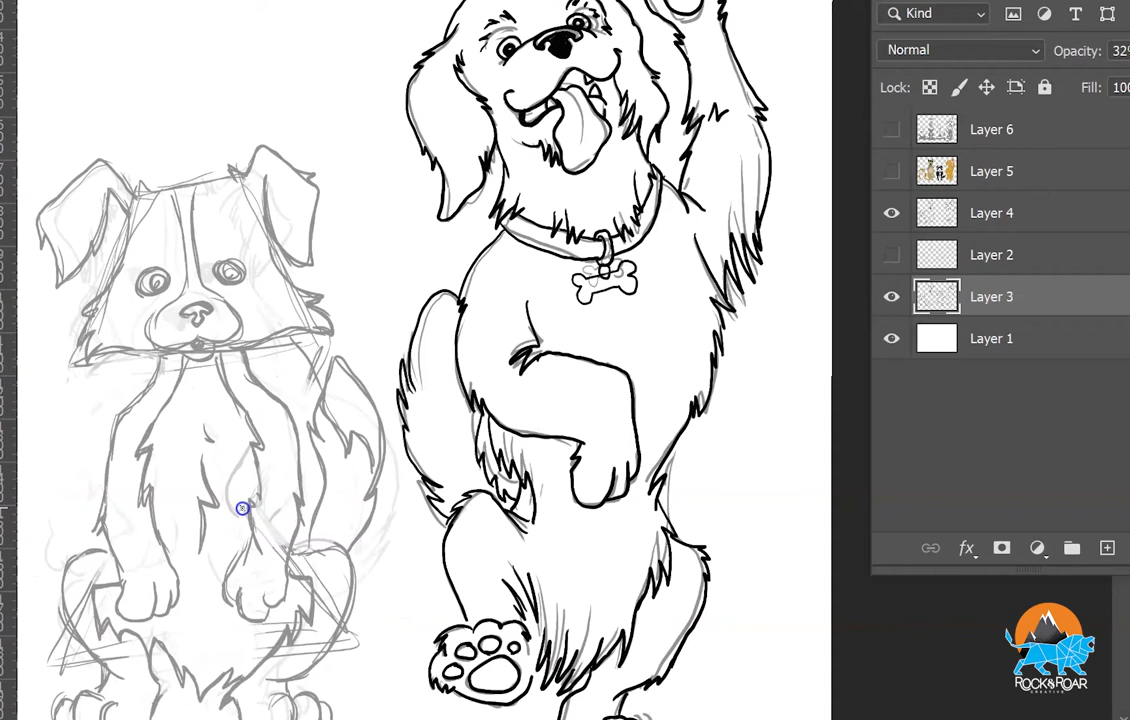 Kind
Normal
Opacity: 32
Lock:
Fill: 100
Layer 6
Layer 5
Layer 4
Layer 2
Layer 3
Layer 1
fx
ROCK & ROAR
CREATIVE